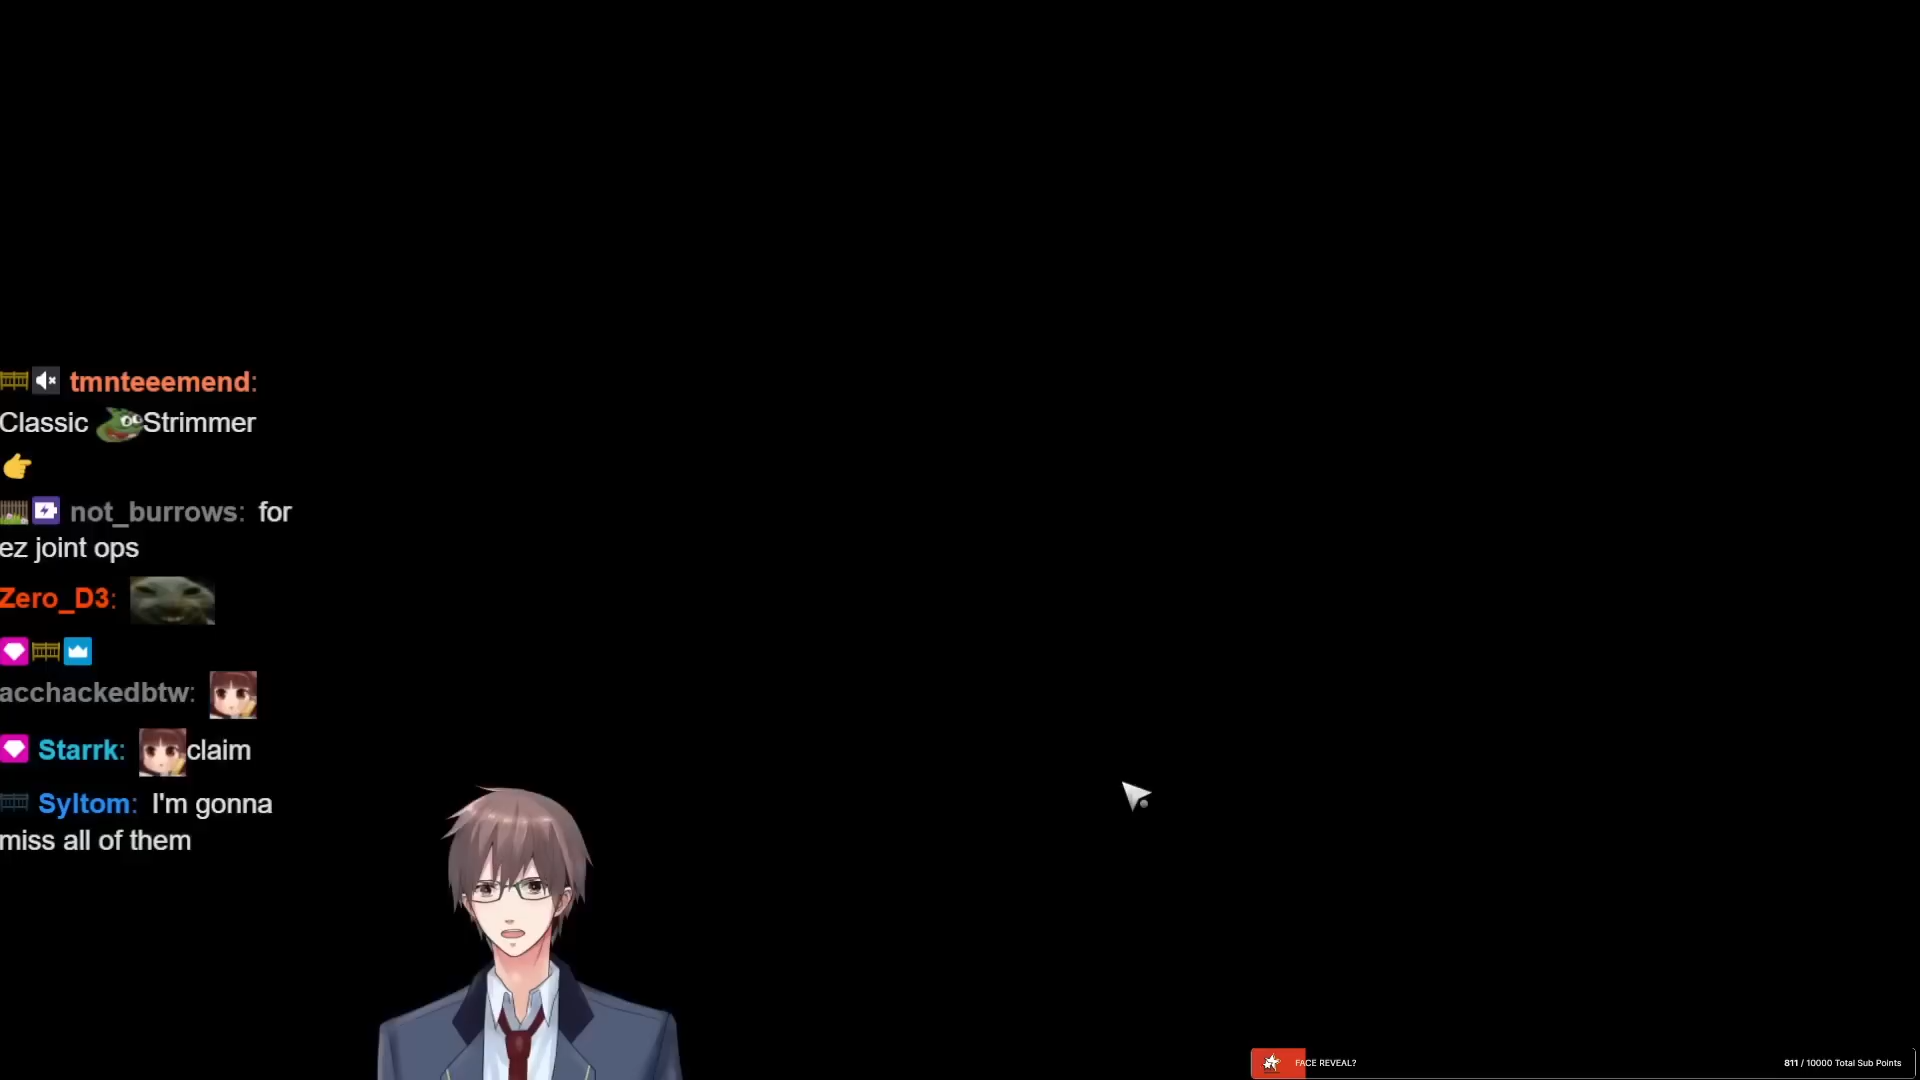 tmnteeemend:
Classic Strimmer
not_burrows: for
ez joint ops
Zero_D3:
acchackedbtw:
Starrk: claim
Syltom: I'm gonna
miss all of them
FACE REVEAL?
811 / 10000 Total Sub Points